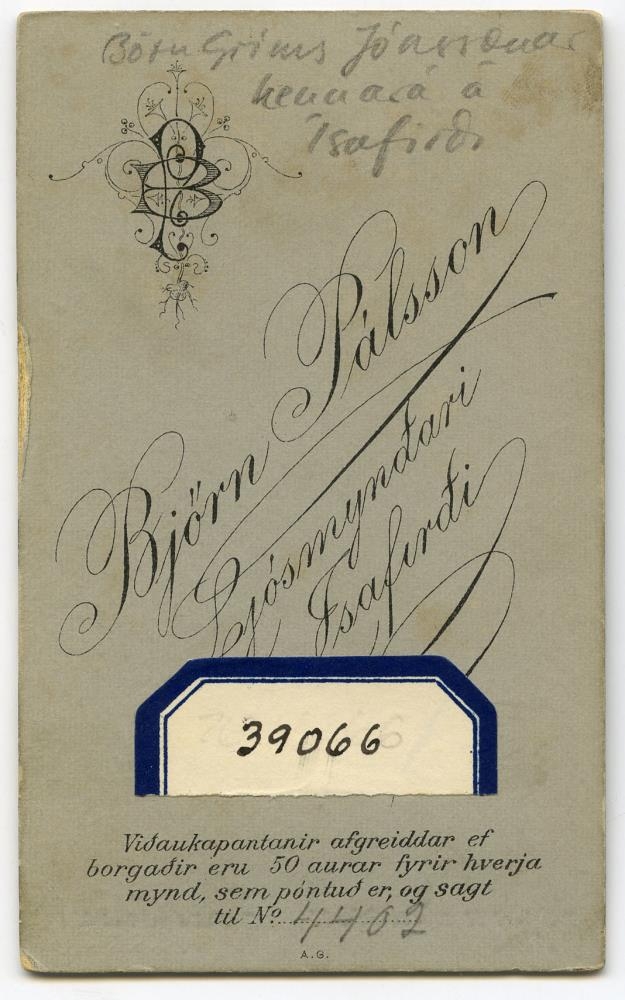 Börn Gríms Jónssonar
kennara á
Ísafirði
Björn Pálsson
Ljósmyndari
Ísafirði
39066
Viðaukapantanir afgreiddar ef
borgaðir eru 50 aurar fyrir hverja
mynd, sem pöntuð er, og sagt
til Nº 4402
A.G.